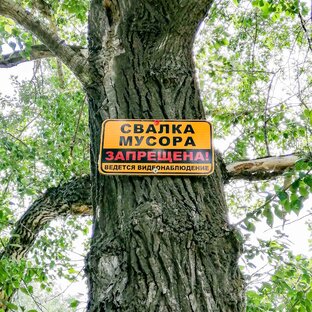 СВАЛКА
МУСОРА
ЗАПРЕЩЕНА!
ВЕДЕТСЯ ВИДЕОНАБЛЮДЕНИЕ